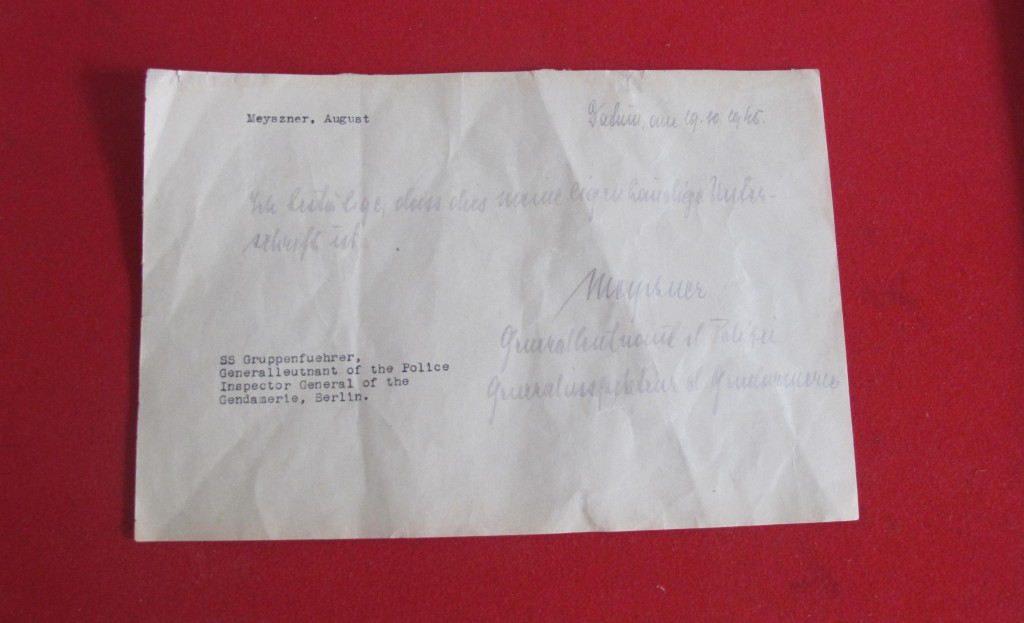 Meyszner, August
Datum, am 19.10.1945.
Ich bestätige, dass dies meine eigenhändige Unter-
schrift ist.
Meyszner
Generalleutnant d Polizei
Generalinspekteur d Gendarmerie
SS Gruppenfuehrer,
Generalleutnant of the Police
Inspector General of the
Gendamerie, Berlin.